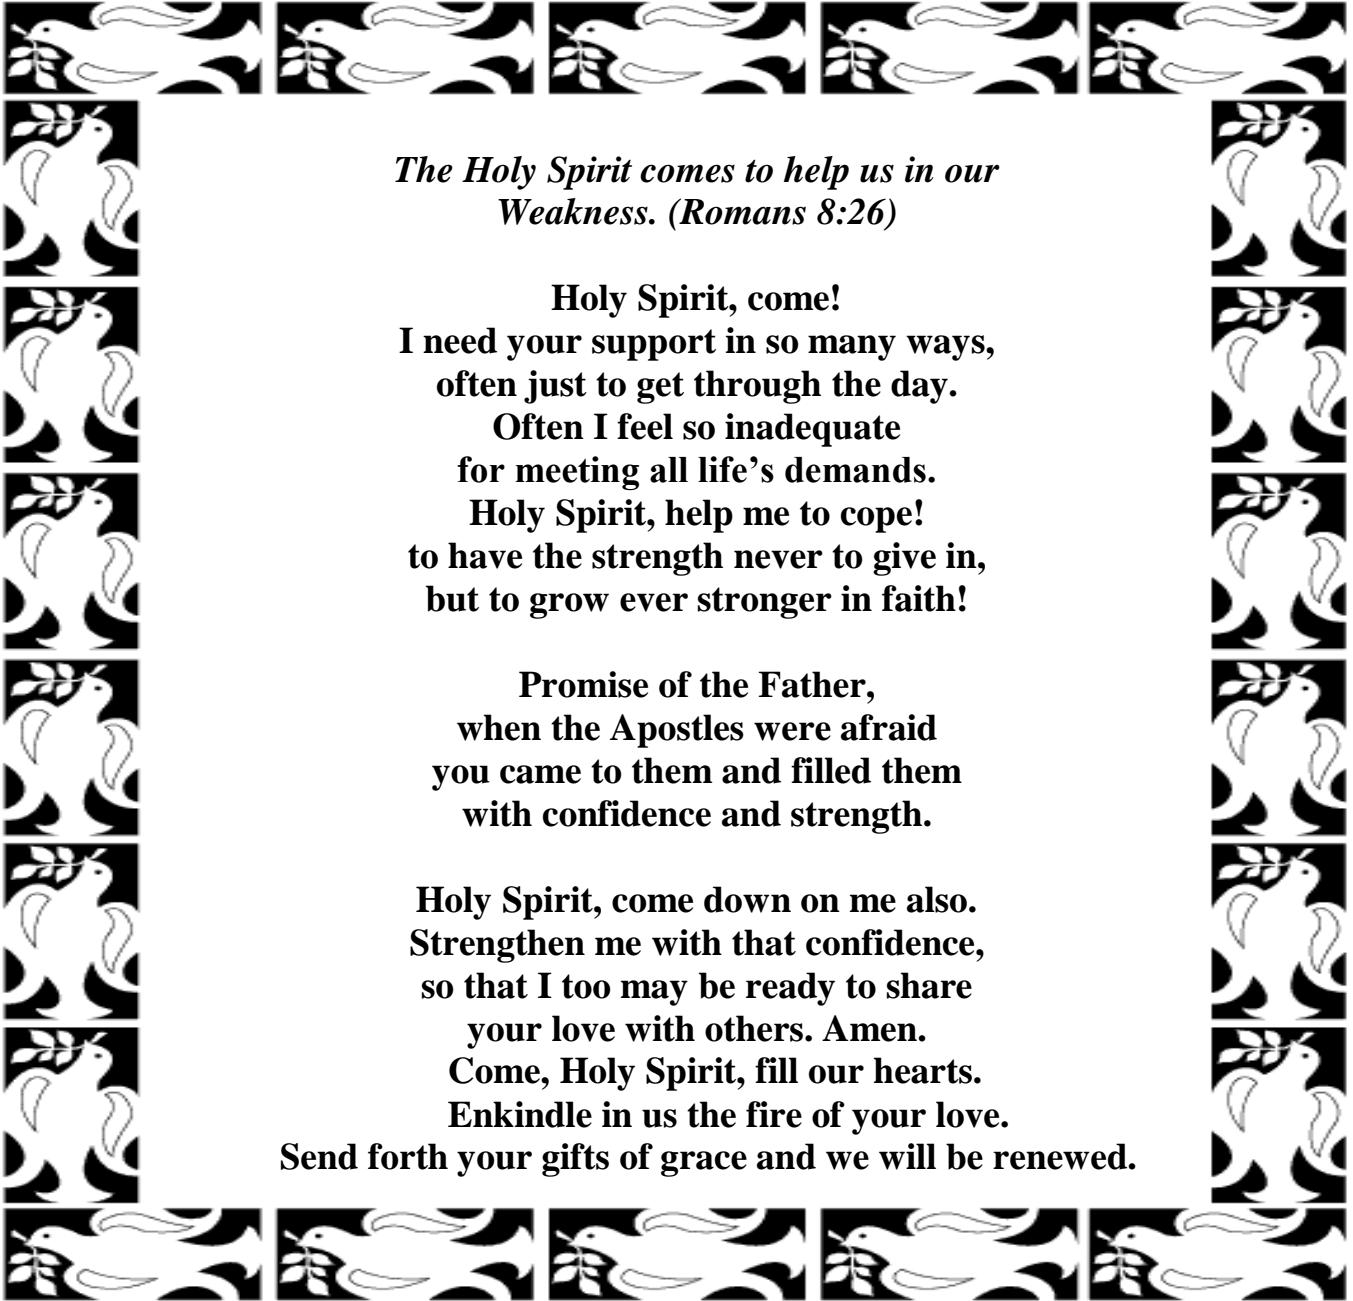 The Holy Spirit comes to help us in our
Weakness. (Romans 8:26)
Holy Spirit, come!
I need your support in so many ways,
often just to get through the day.
Often I feel so inadequate
for meeting all life’s demands.
Holy Spirit, help me to cope!
to have the strength never to give in,
but to grow ever stronger in faith!
Promise of the Father,
when the Apostles were afraid
you came to them and filled them
with confidence and strength.
Holy Spirit, come down on me also.
Strengthen me with that confidence,
so that I too may be ready to share
your love with others. Amen.
Come, Holy Spirit, fill our hearts.
Enkindle in us the fire of your love.
Send forth your gifts of grace and we will be renewed.